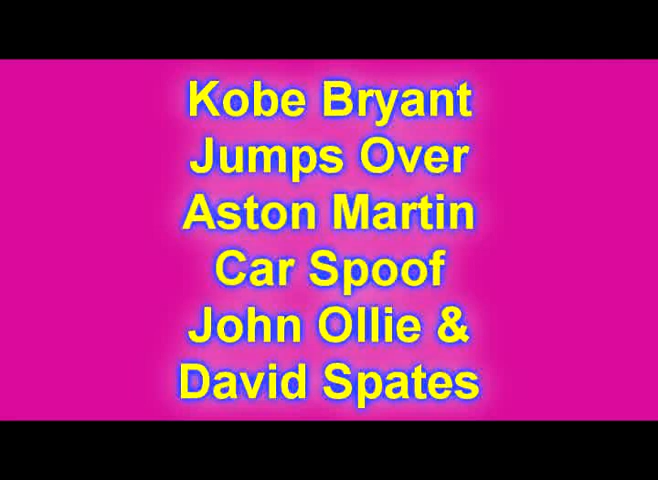 Kobe Bryant
Jumps Over
Aston Martin
Car Spoof
John Ollie &
David Spates